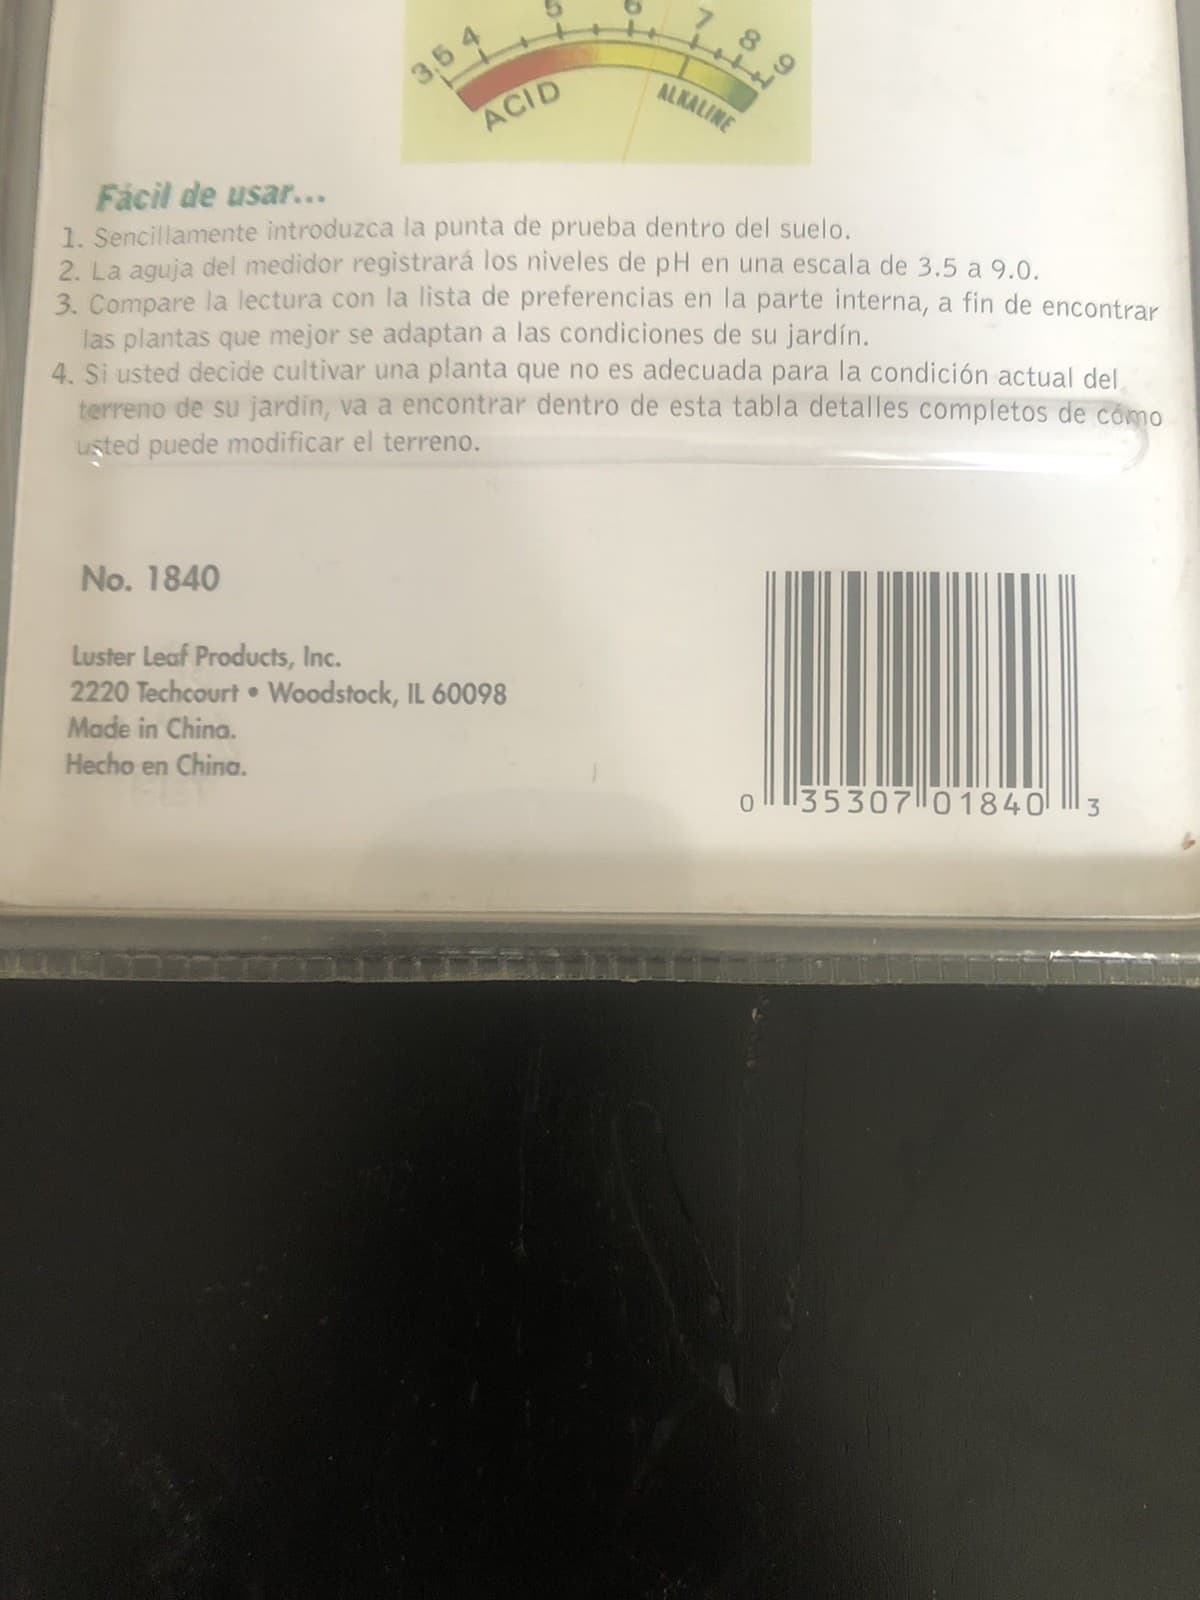 3.5 4 5 6 7 8 9
ACID ALKALINE
Fácil de usar...
1. Sencillamente introduzca la punta de prueba dentro del suelo.
2. La aguja del medidor registrará los niveles de pH en una escala de 3.5 a 9.0.
3. Compare la lectura con la lista de preferencias en la parte interna, a fin de encontrar
las plantas que mejor se adaptan a las condiciones de su jardín.
4. Si usted decide cultivar una planta que no es adecuada para la condición actual del
terreno de su jardín, va a encontrar dentro de esta tabla detalles completos de cómo
usted puede modificar el terreno.
No. 1840
Luster Leaf Products, Inc.
2220 Techcourt • Woodstock, IL 60098
Made in China.
Hecho en China.
0 35307 01840 3